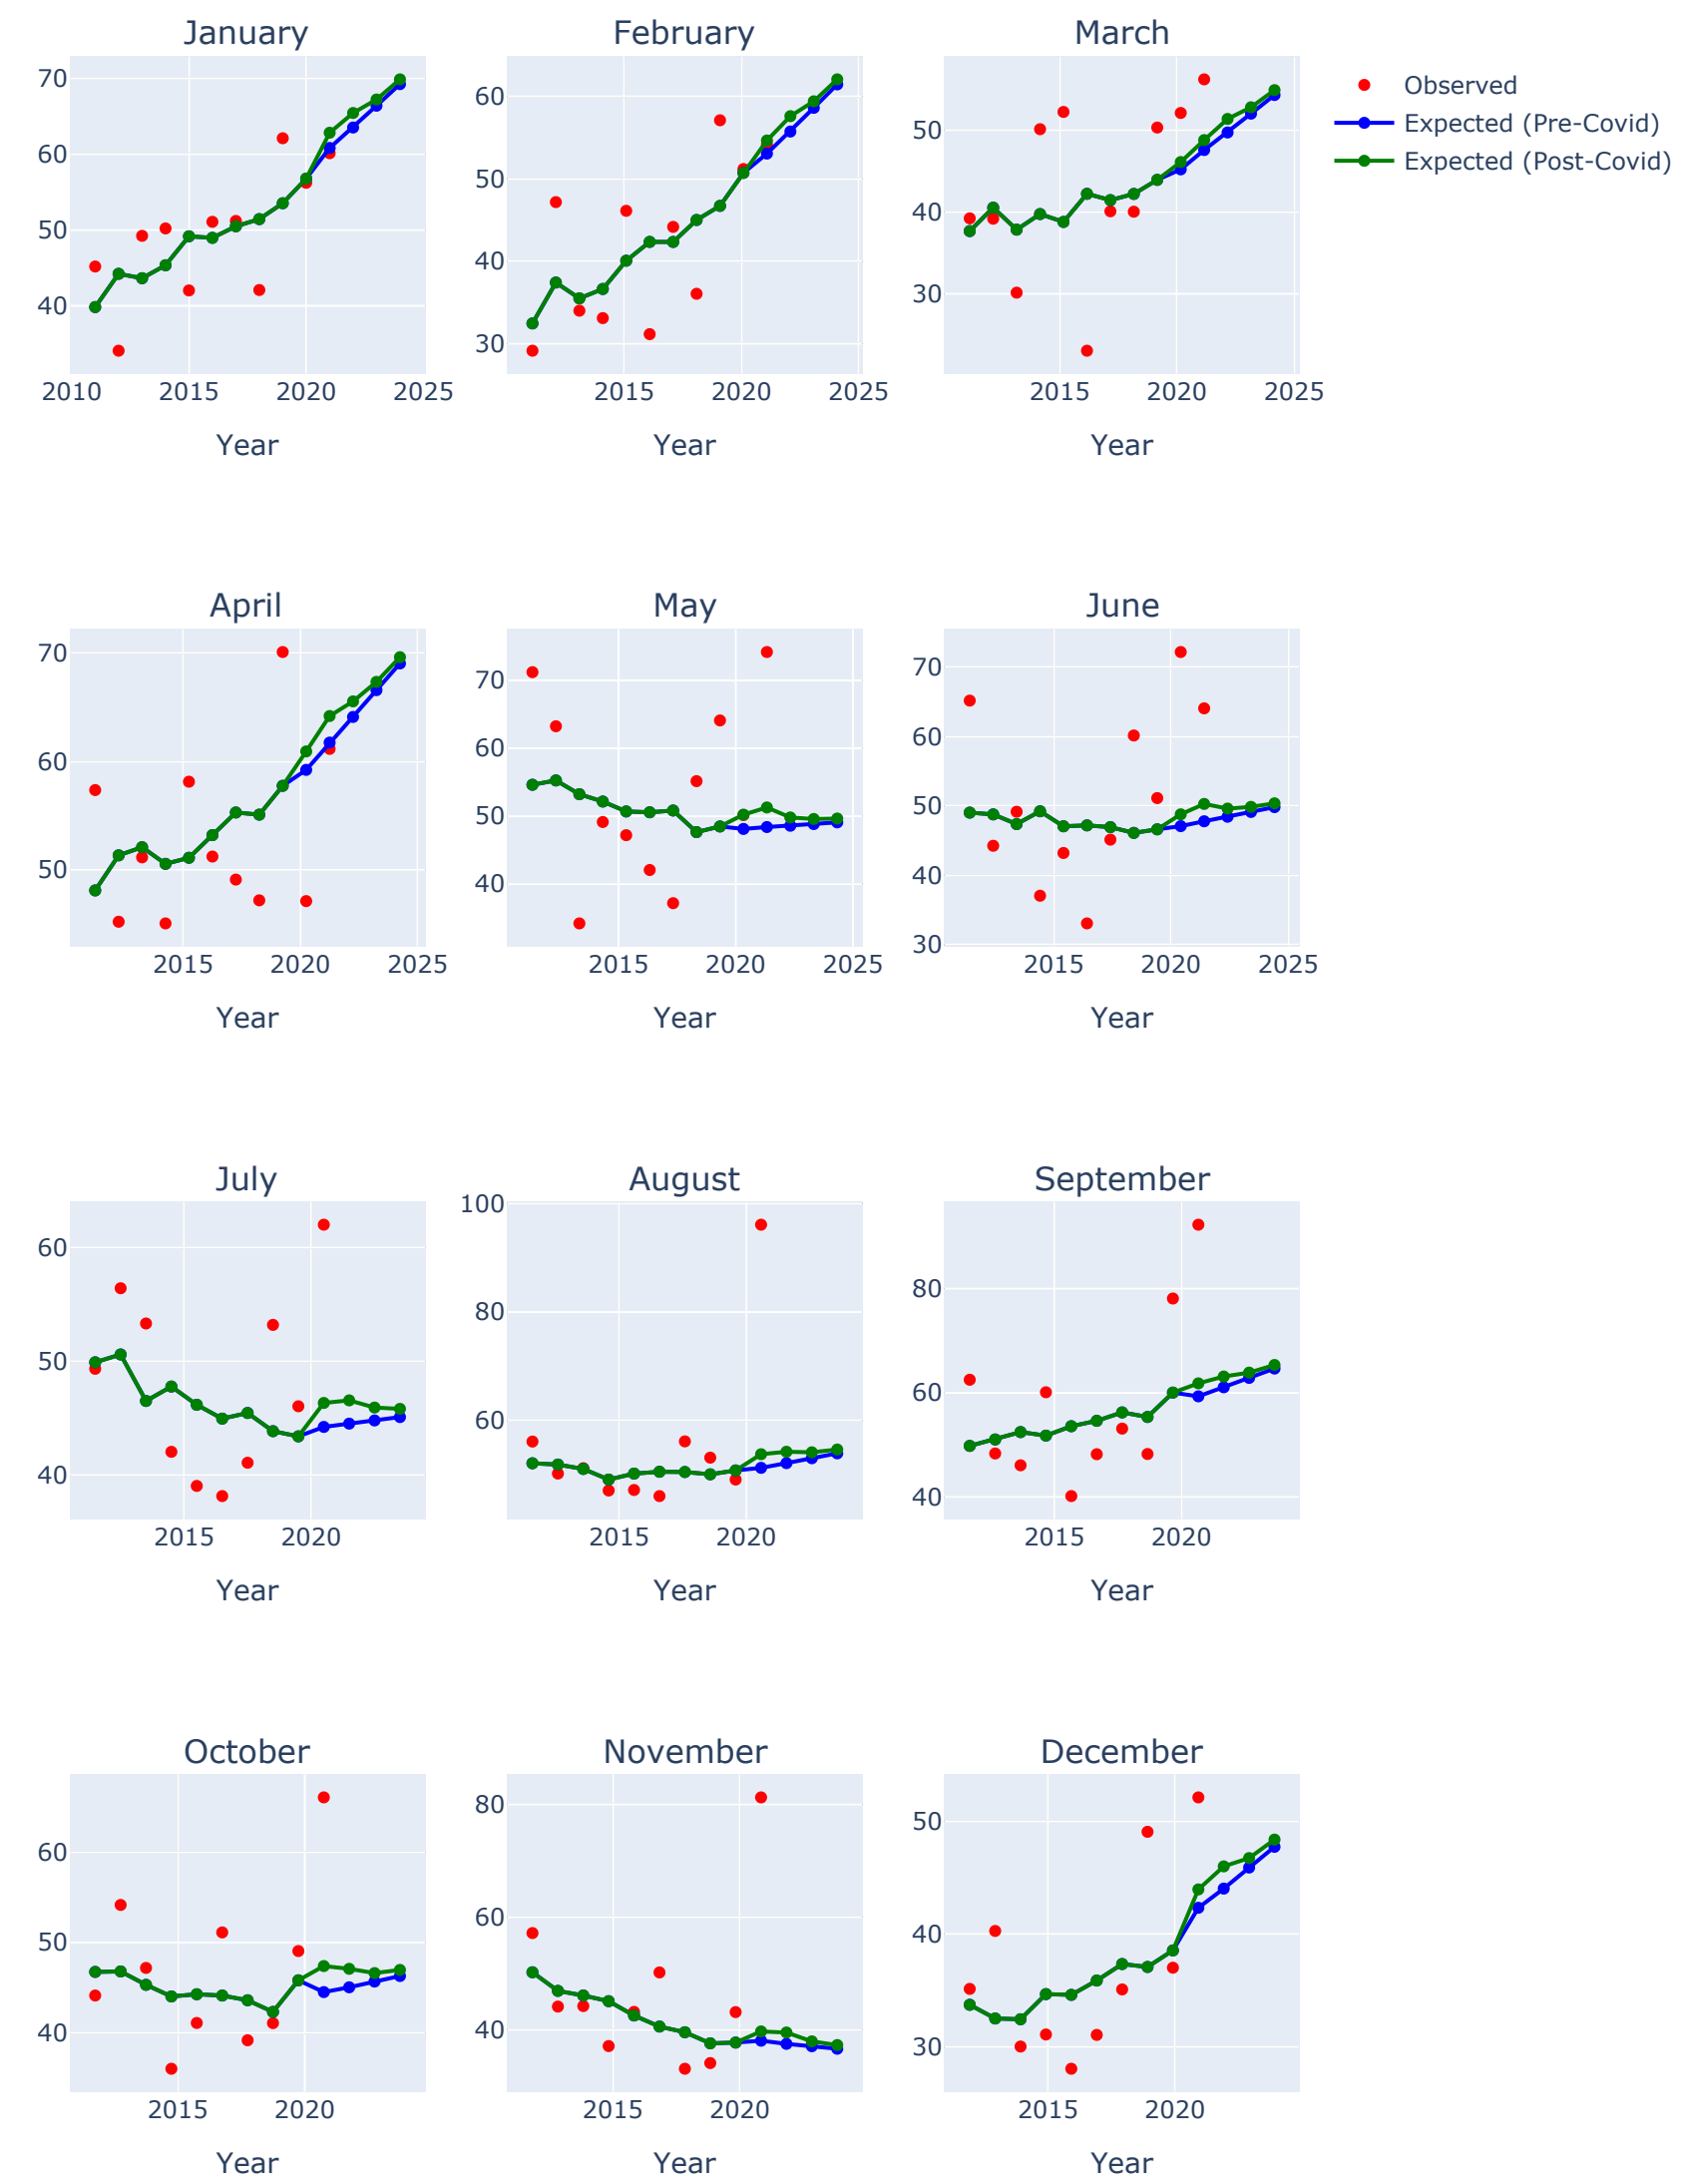 January
February
March
70
60
50
40
2010
2015
2020
2025
Year
60
50
40
30
2015
2020
2025
Year
50
40
30
2015
2020
2025
Year
Observed
Expected (Pre-Covid)
Expected (Post-Covid)
April
May
June
70
60
50
2015
2020
2025
Year
70
60
50
40
2015
2020
2025
Year
70
60
50
40
30
2015
2020
2025
Year
July
August
September
60
50
40
2015
2020
Year
100
80
60
2015
2020
Year
80
60
40
2015
2020
Year
October
November
December
60
50
40
2015
2020
Year
80
60
40
2015
2020
Year
50
40
30
2015
2020
Year